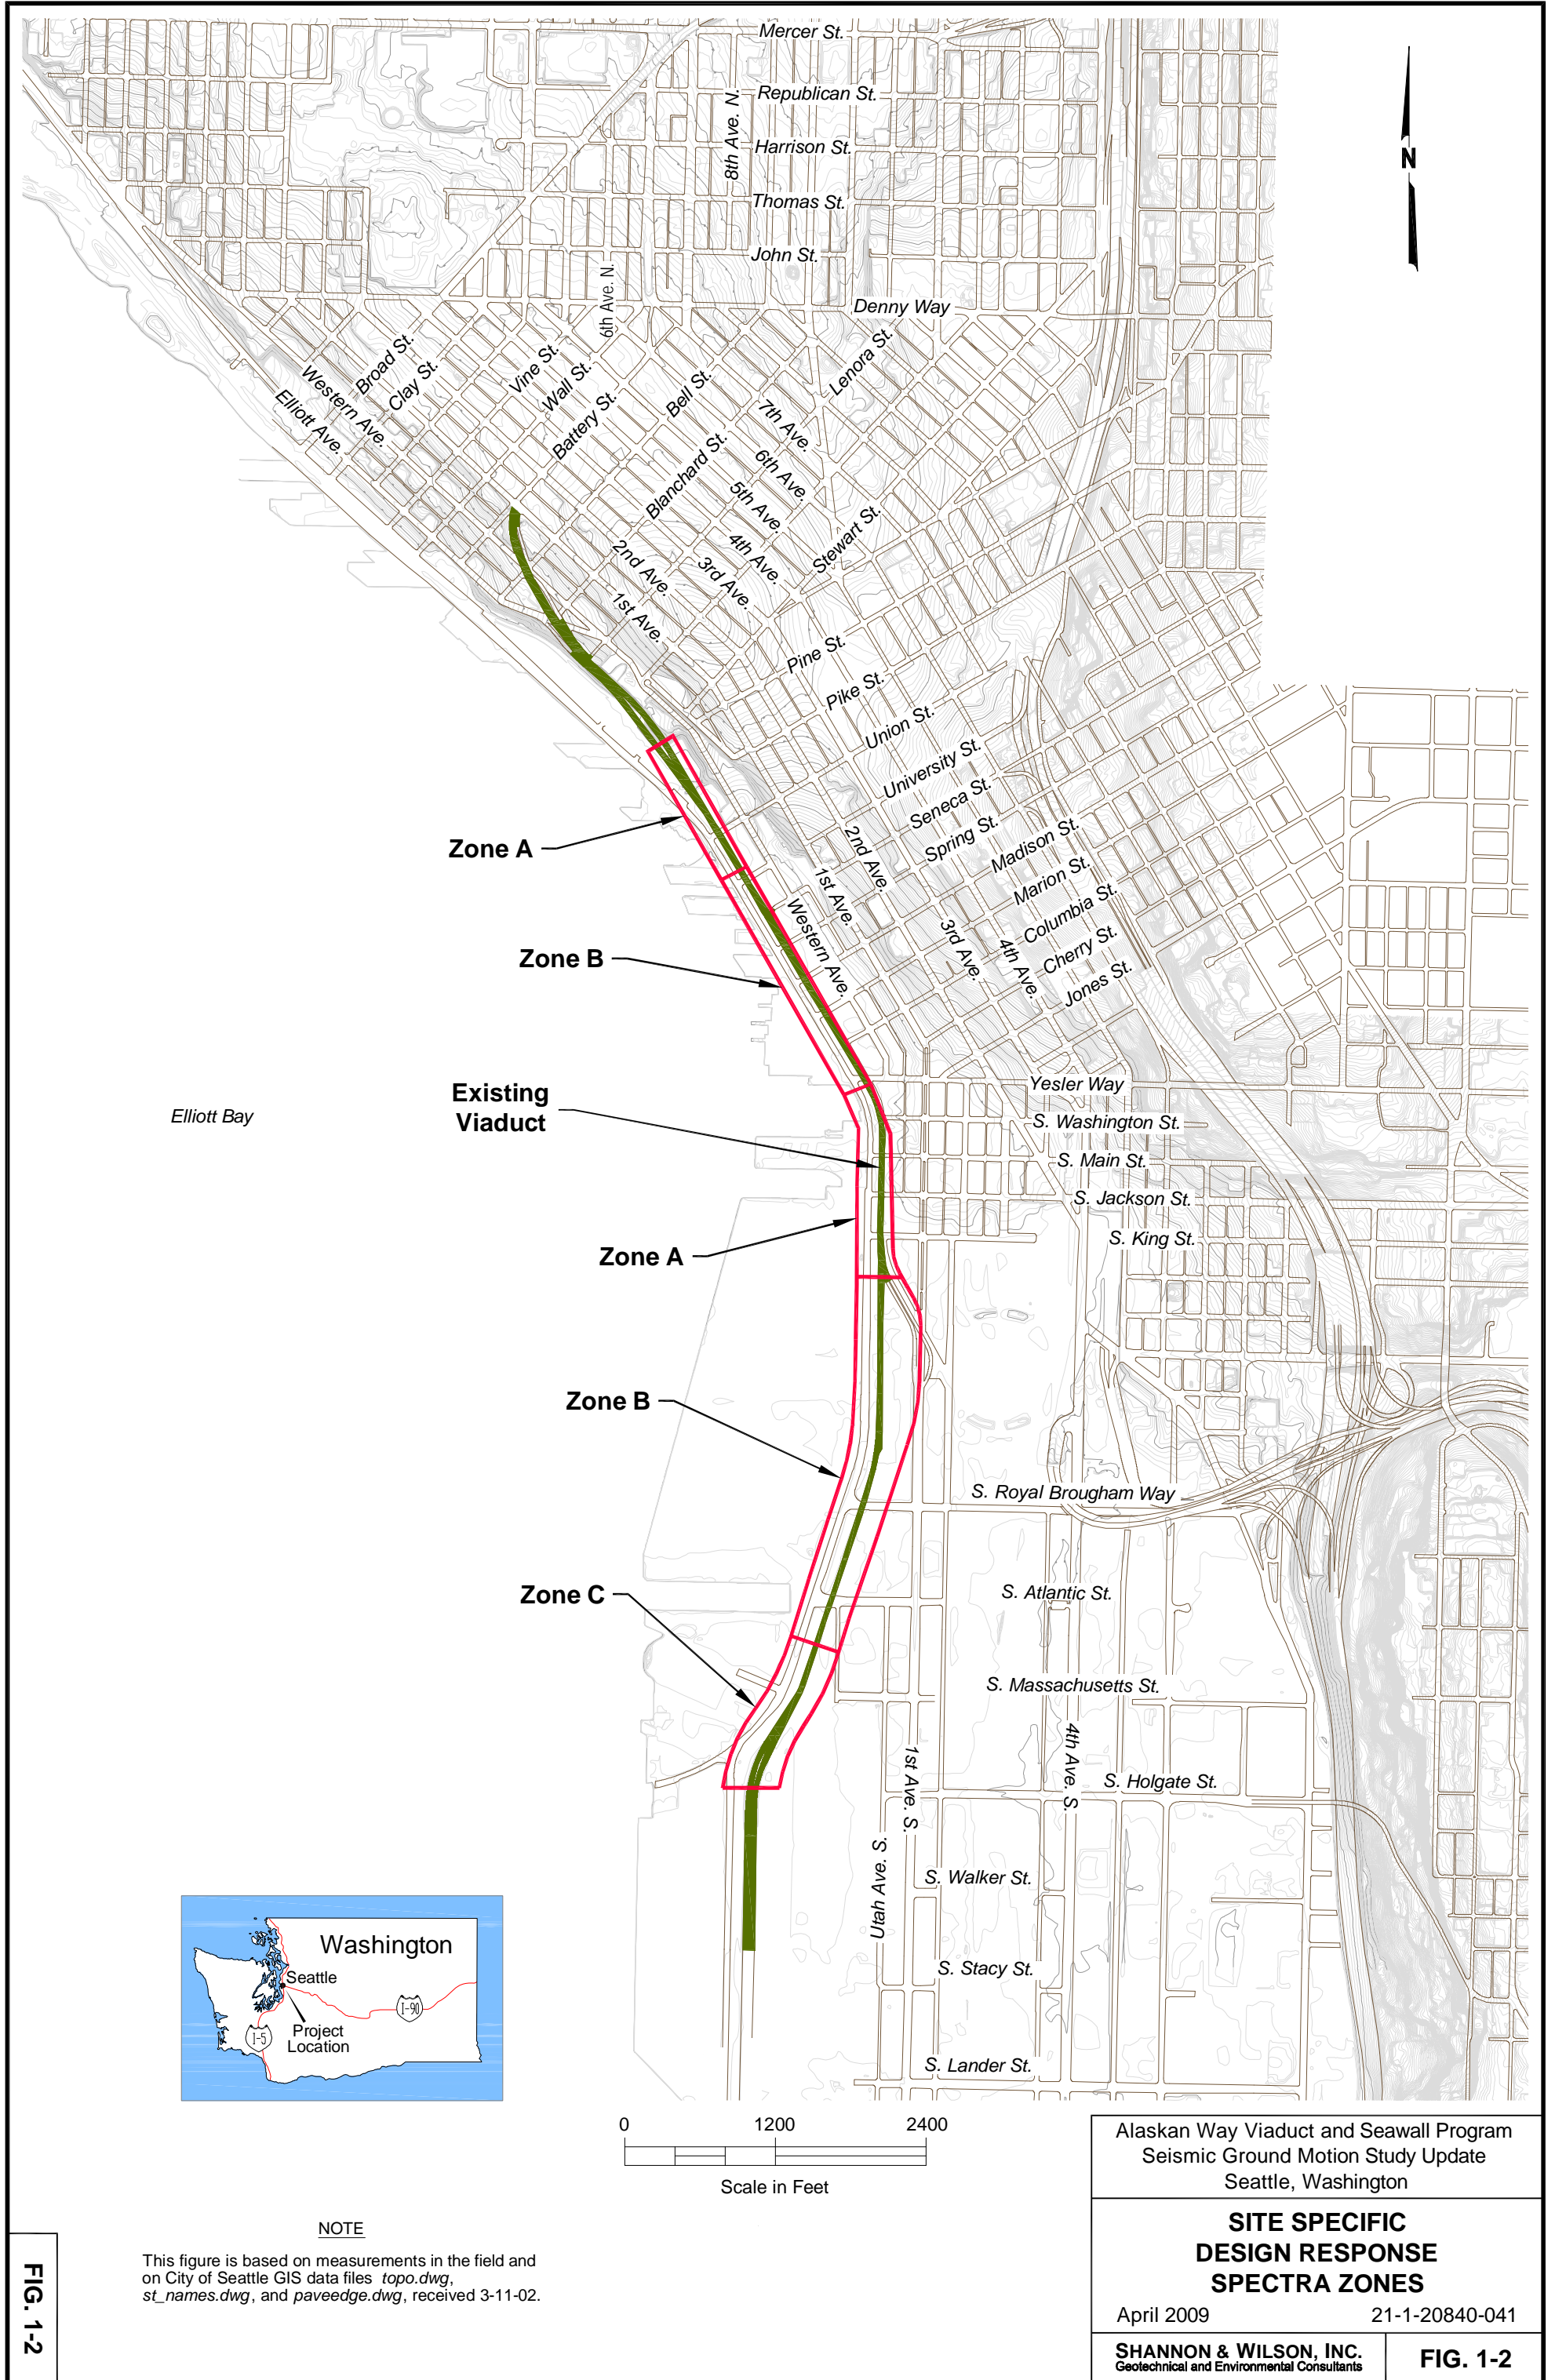 Mercer St.
Republican St.
8th Ave. N.
Harrison St.
Thomas St.
John St.
6th Ave. N.
Denny Way
Broad St.
Clay St.
Western Ave.
Elliott Ave.
Vine St.
Wall St.
Battery St.
Bell St.
Lenora St.
7th Ave.
6th Ave.
5th Ave.
4th Ave.
3rd Ave.
2nd Ave.
1st Ave.
Blanchard St.
Stewart St.
Pine St.
Pike St.
Union St.
University St.
Seneca St.
Spring St.
Madison St.
Marion St.
Columbia St.
Cherry St.
Jones St.
2nd Ave.
1st Ave.
Western Ave.
3rd Ave.
4th Ave.
N
Zone A
Zone B
Existing
Viaduct
Elliott Bay
Zone A
Zone B
Zone C
Yesler Way
S. Washington St.
S. Main St.
S. Jackson St.
S. King St.
S. Royal Brougham Way
S. Atlantic St.
S. Massachusetts St.
1st Ave. S.
4th Ave. S.
S. Holgate St.
Utah Ave. S.
S. Walker St.
S. Stacy St.
S. Lander St.
Washington
Seattle
I-90
I-5
Project
Location
0 1200 2400
Scale in Feet
NOTE
This figure is based on measurements in the field and
on City of Seattle GIS data files topo.dwg,
st_names.dwg, and paveedge.dwg, received 3-11-02.
FIG. 1-2
Alaskan Way Viaduct and Seawall Program
Seismic Ground Motion Study Update
Seattle, Washington
SITE SPECIFIC
DESIGN RESPONSE
SPECTRA ZONES
April 2009 21-1-20840-041
SHANNON & WILSON, INC.
Geotechnical and Environmental Consultants
FIG. 1-2